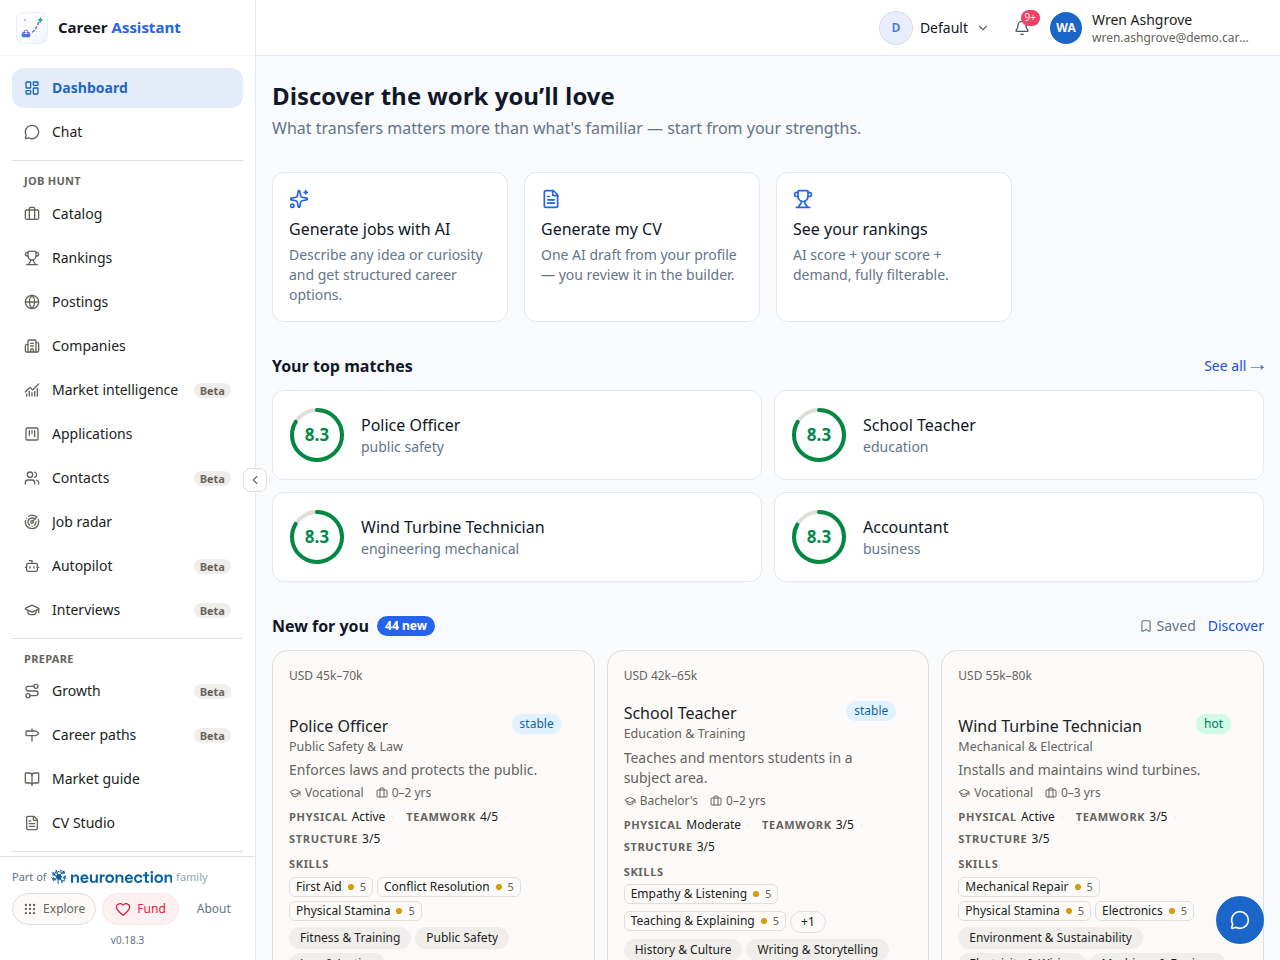 Career Assistant
D
Default
9+
WA
Wren Ashgrove
wren.ashgrove@demo.car...
Dashboard
Chat
JOB HUNT
Catalog
Rankings
Postings
Companies
Market intelligence Beta
Applications
Contacts Beta
Job radar
Autopilot Beta
Interviews Beta
PREPARE
Growth Beta
Career paths Beta
Market guide
CV Studio
Part of neuronection family
Explore
Fund
About
v0.18.3
Discover the work you’ll love
What transfers matters more than what's familiar — start from your strengths.
Generate jobs with AI
Describe any idea or curiosity
and get structured career
options.
Generate my CV
One AI draft from your profile
— you review it in the builder.
See your rankings
AI score + your score +
demand, fully filterable.
Your top matches
See all →
8.3
Police Officer
public safety
8.3
School Teacher
education
8.3
Wind Turbine Technician
engineering mechanical
8.3
Accountant
business
New for you 44 new
Saved Discover
USD 45k–70k
Police Officer
stable
Public Safety & Law
Enforces laws and protects the public.
Vocational 0–2 yrs
PHYSICAL Active · TEAMWORK 4/5 ·
STRUCTURE 3/5
SKILLS
First Aid 5 Conflict Resolution 5
Physical Stamina 5
Fitness & Training Public Safety
USD 42k–65k
School Teacher
stable
Education & Training
Teaches and mentors students in a
subject area.
Bachelor's 0–2 yrs
PHYSICAL Moderate · TEAMWORK 3/5 ·
STRUCTURE 3/5
SKILLS
Empathy & Listening 5
Teaching & Explaining 5 +1
History & Culture Writing & Storytelling
USD 55k–80k
Wind Turbine Technician
hot
Mechanical & Electrical
Installs and maintains wind turbines.
Vocational 0–3 yrs
PHYSICAL Active · TEAMWORK 3/5 ·
STRUCTURE 3/5
SKILLS
Mechanical Repair 5
Physical Stamina 5 Electronics 5
Environment & Sustainability